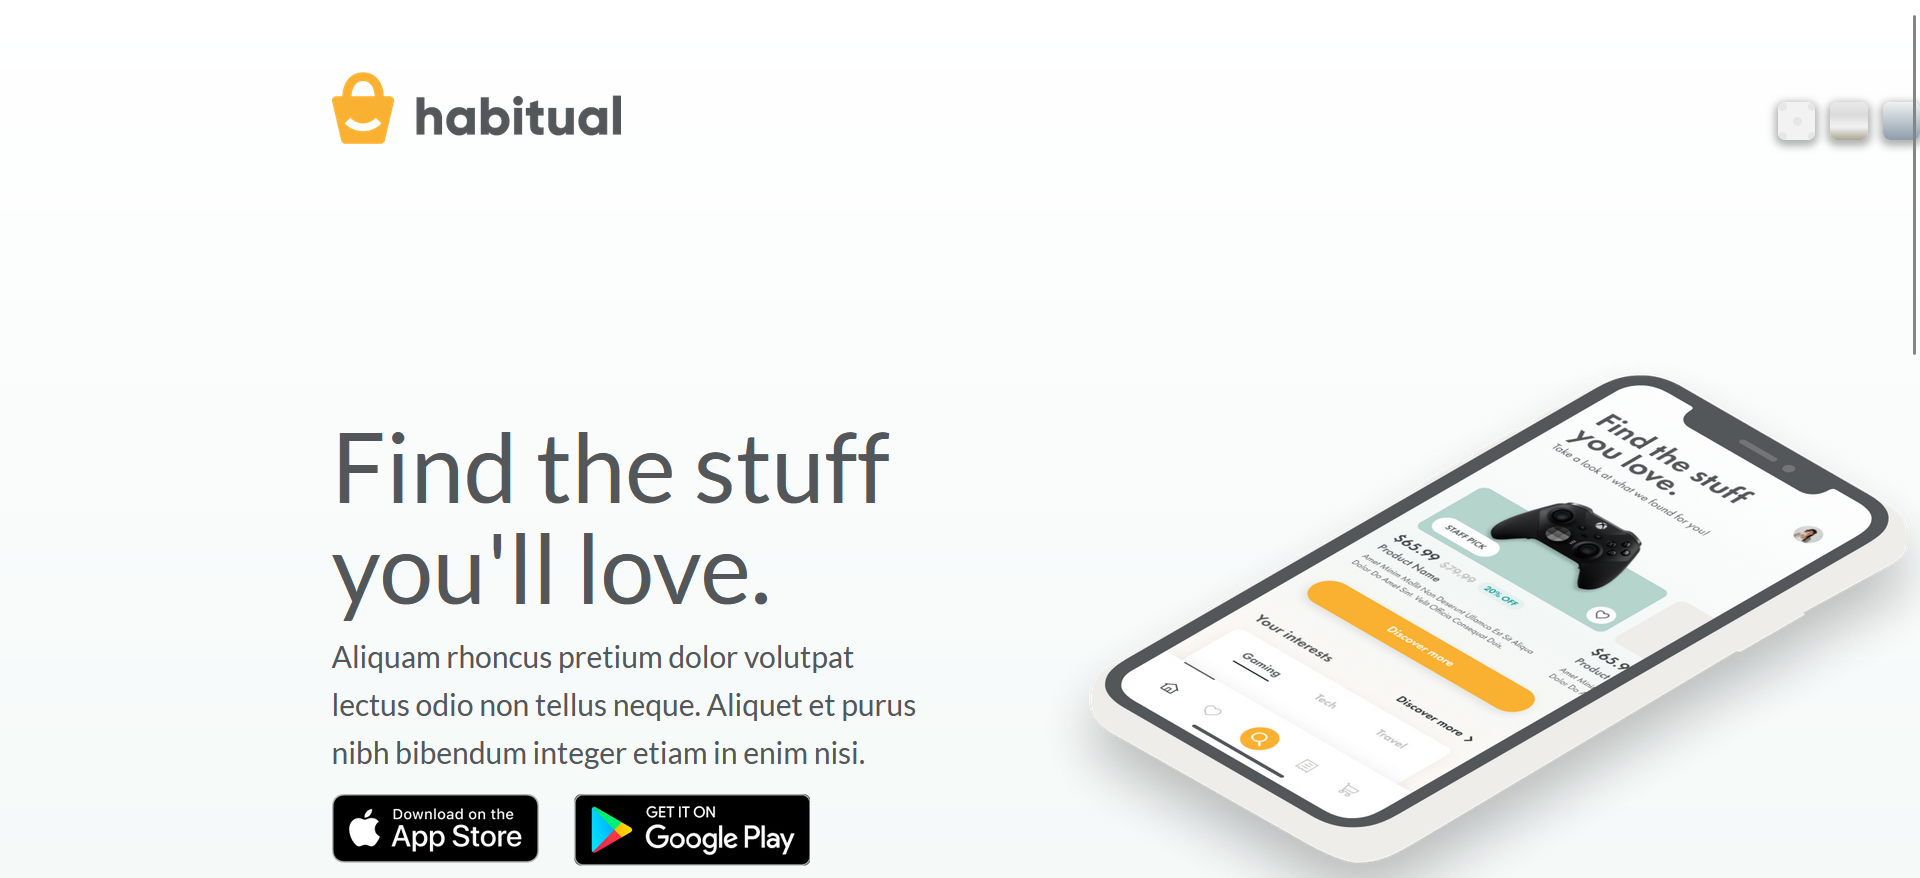 habitual
Find the stuff
you'll love.
Aliquam rhoncus pretium dolor volutpat
lectus odio non tellus neque. Aliquet et purus
nibh bibendum integer etiam in enim nisi.
Download on the
App Store
GET IT ON
Google Play
Find the stuff
you love.
Take a look at what we found for you!
STAFF PICK
$65.99 $79.99 20% OFF
Product Name
Amet Minim Mollit Non Deserunt Ullamco Est Sit Aliqua
Dolor Do Amet Sint. Velit Officia Consequat Duis.
Discover more
$65.9
Product
Amet Mini
Dolor Do
Your interests
Discover more
Gaming
Tech
Travel